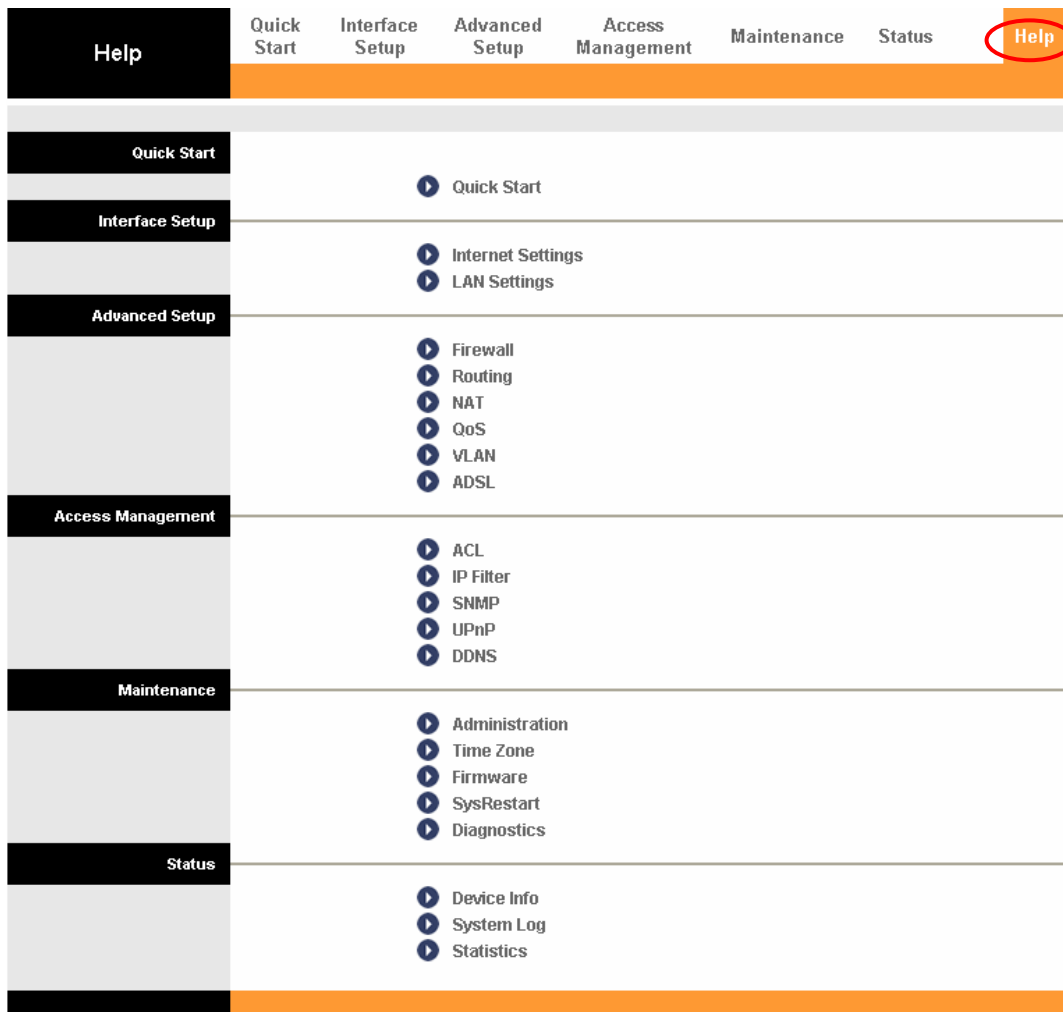 Help
Quick Start
Interface Setup
Advanced Setup
Access Management
Maintenance
Status
Help
Quick Start
Quick Start
Interface Setup
Internet Settings
LAN Settings
Advanced Setup
Firewall
Routing
NAT
QoS
VLAN
ADSL
Access Management
ACL
IP Filter
SNMP
UPnP
DDNS
Maintenance
Administration
Time Zone
Firmware
SysRestart
Diagnostics
Status
Device Info
System Log
Statistics